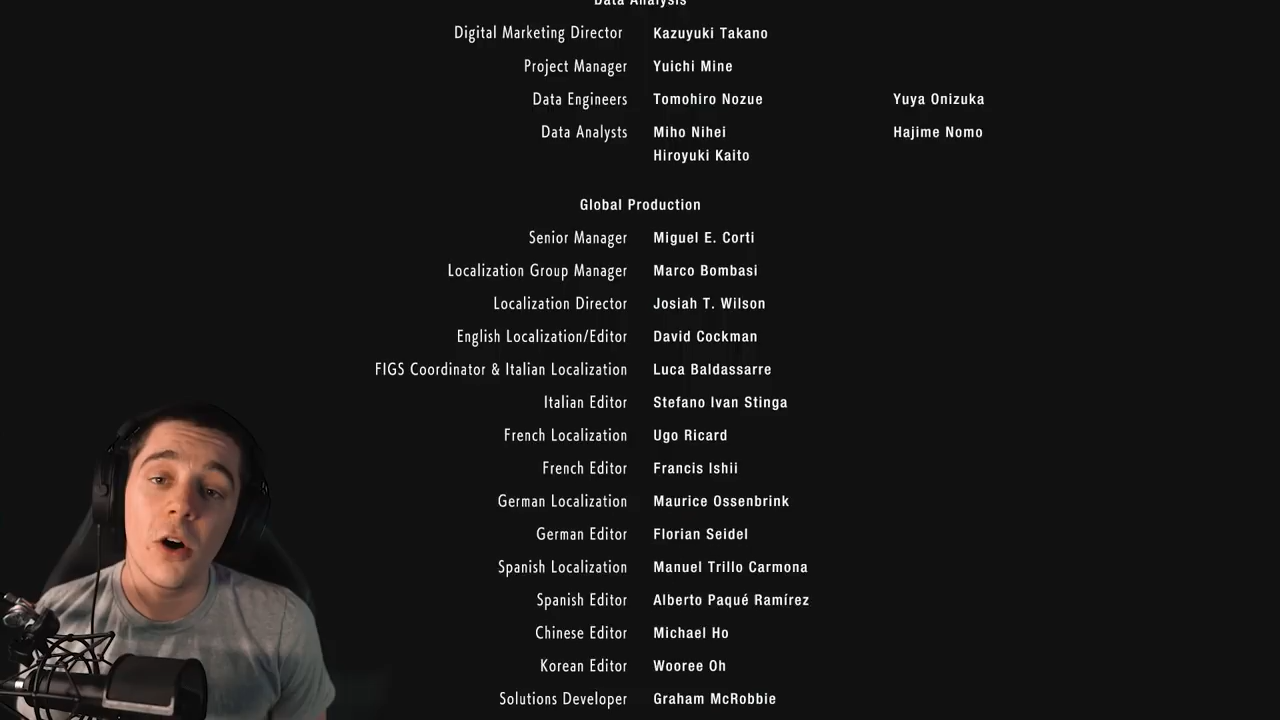 Data Analysis
Digital Marketing Director Kazuyuki Takano
Project Manager Yuichi Mine
Data Engineers Tomohiro Nozue Yuya Onizuka
Data Analysts Miho Nihei Hajime Nomo
Hiroyuki Kaito
Global Production
Senior Manager Miguel E. Corti
Localization Group Manager Marco Bombasi
Localization Director Josiah T. Wilson
English Localization/Editor David Cockman
FIGS Coordinator & Italian Localization Luca Baldassarre
Italian Editor Stefano Ivan Stinga
French Localization Ugo Ricard
French Editor Francis Ishii
German Localization Maurice Ossenbrink
German Editor Florian Seidel
Spanish Localization Manuel Trillo Carmona
Spanish Editor Alberto Paqué Ramírez
Chinese Editor Michael Ho
Korean Editor Wooree Oh
Solutions Developer Graham McRobbie